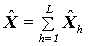 X̂ = ∑_{h=1}^{L} X̂_h